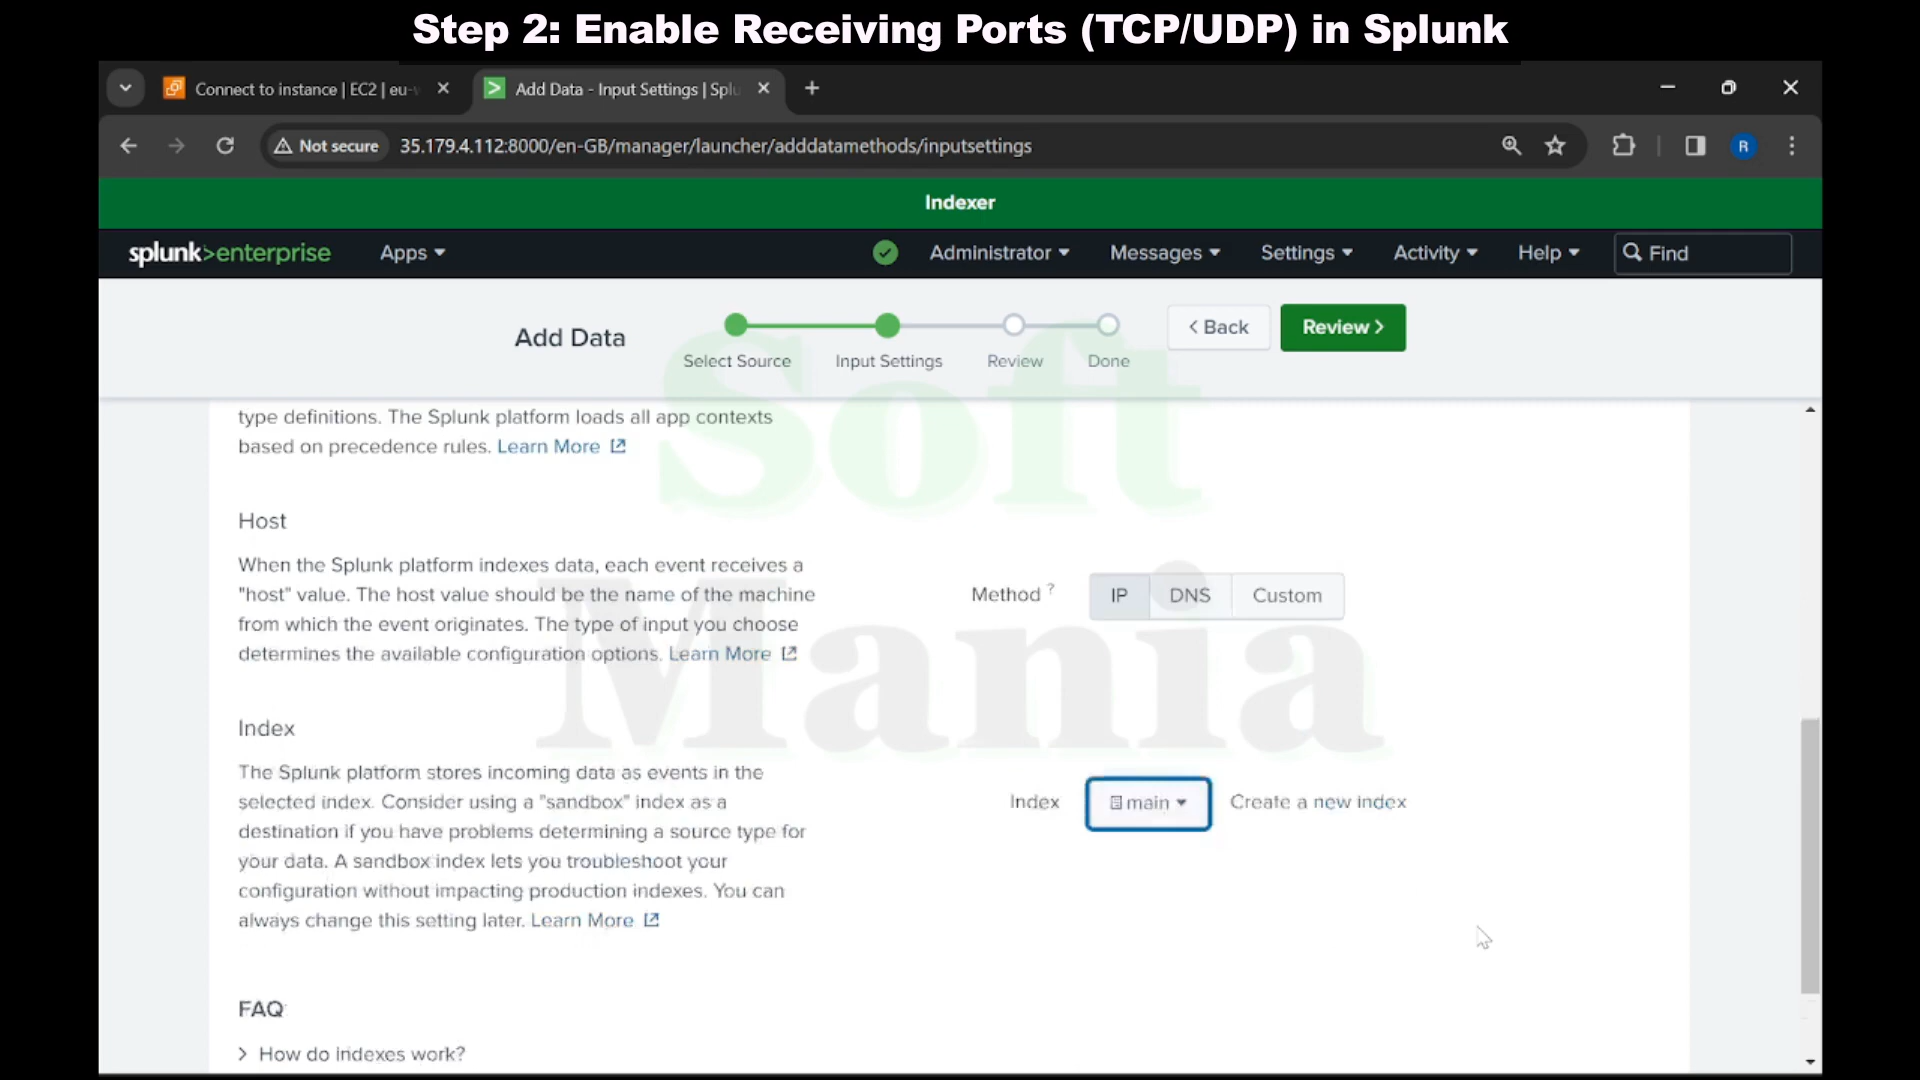 Step 2: Enable Receiving Ports (TCP/UDP) in Splunk
Connect to instance | EC2 | eu-
Add Data - Input Settings | Splu
Not secure
35.179.4.112:8000/en-GB/manager/launcher/adddatamethods/inputsettings
R
Indexer
splunk>enterprise
Apps
Administrator
Messages
Settings
Activity
Help
Find
Add Data
Select Source
Input Settings
Review
Done
< Back
Review >
type definitions. The Splunk platform loads all app contexts
based on precedence rules. Learn More
Host
When the Splunk platform indexes data, each event receives a
"host" value. The host value should be the name of the machine
from which the event originates. The type of input you choose
determines the available configuration options. Learn More
Method ?
IP
DNS
Custom
Index
The Splunk platform stores incoming data as events in the
selected index. Consider using a "sandbox" index as a
destination if you have problems determining a source type for
your data. A sandbox index lets you troubleshoot your
configuration without impacting production indexes. You can
always change this setting later. Learn More
Index
main
Create a new index
FAQ
> How do indexes work?
Soft
Mania